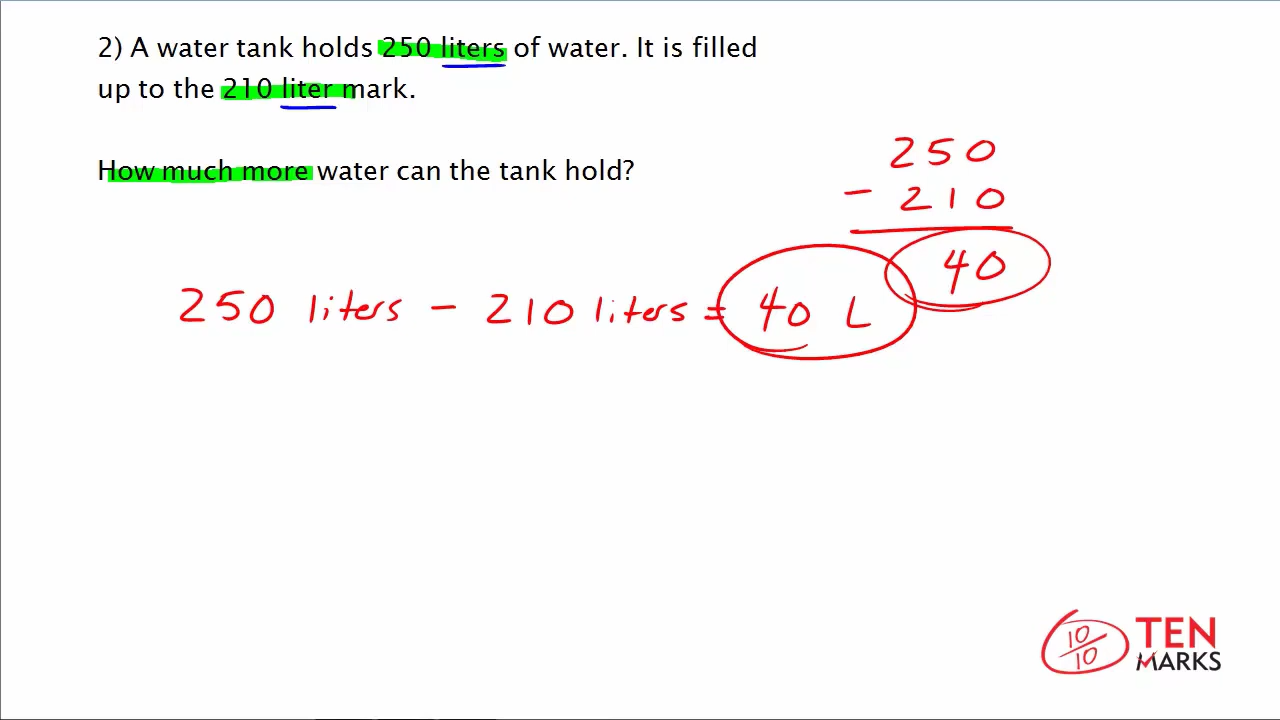 2) A water tank holds 250 liters of water. It is filled
up to the 210 liter mark.
How much more water can the tank hold?
250
- 210
40
250 liters - 210 liters = 40 L
10/10
TEN
MARKS